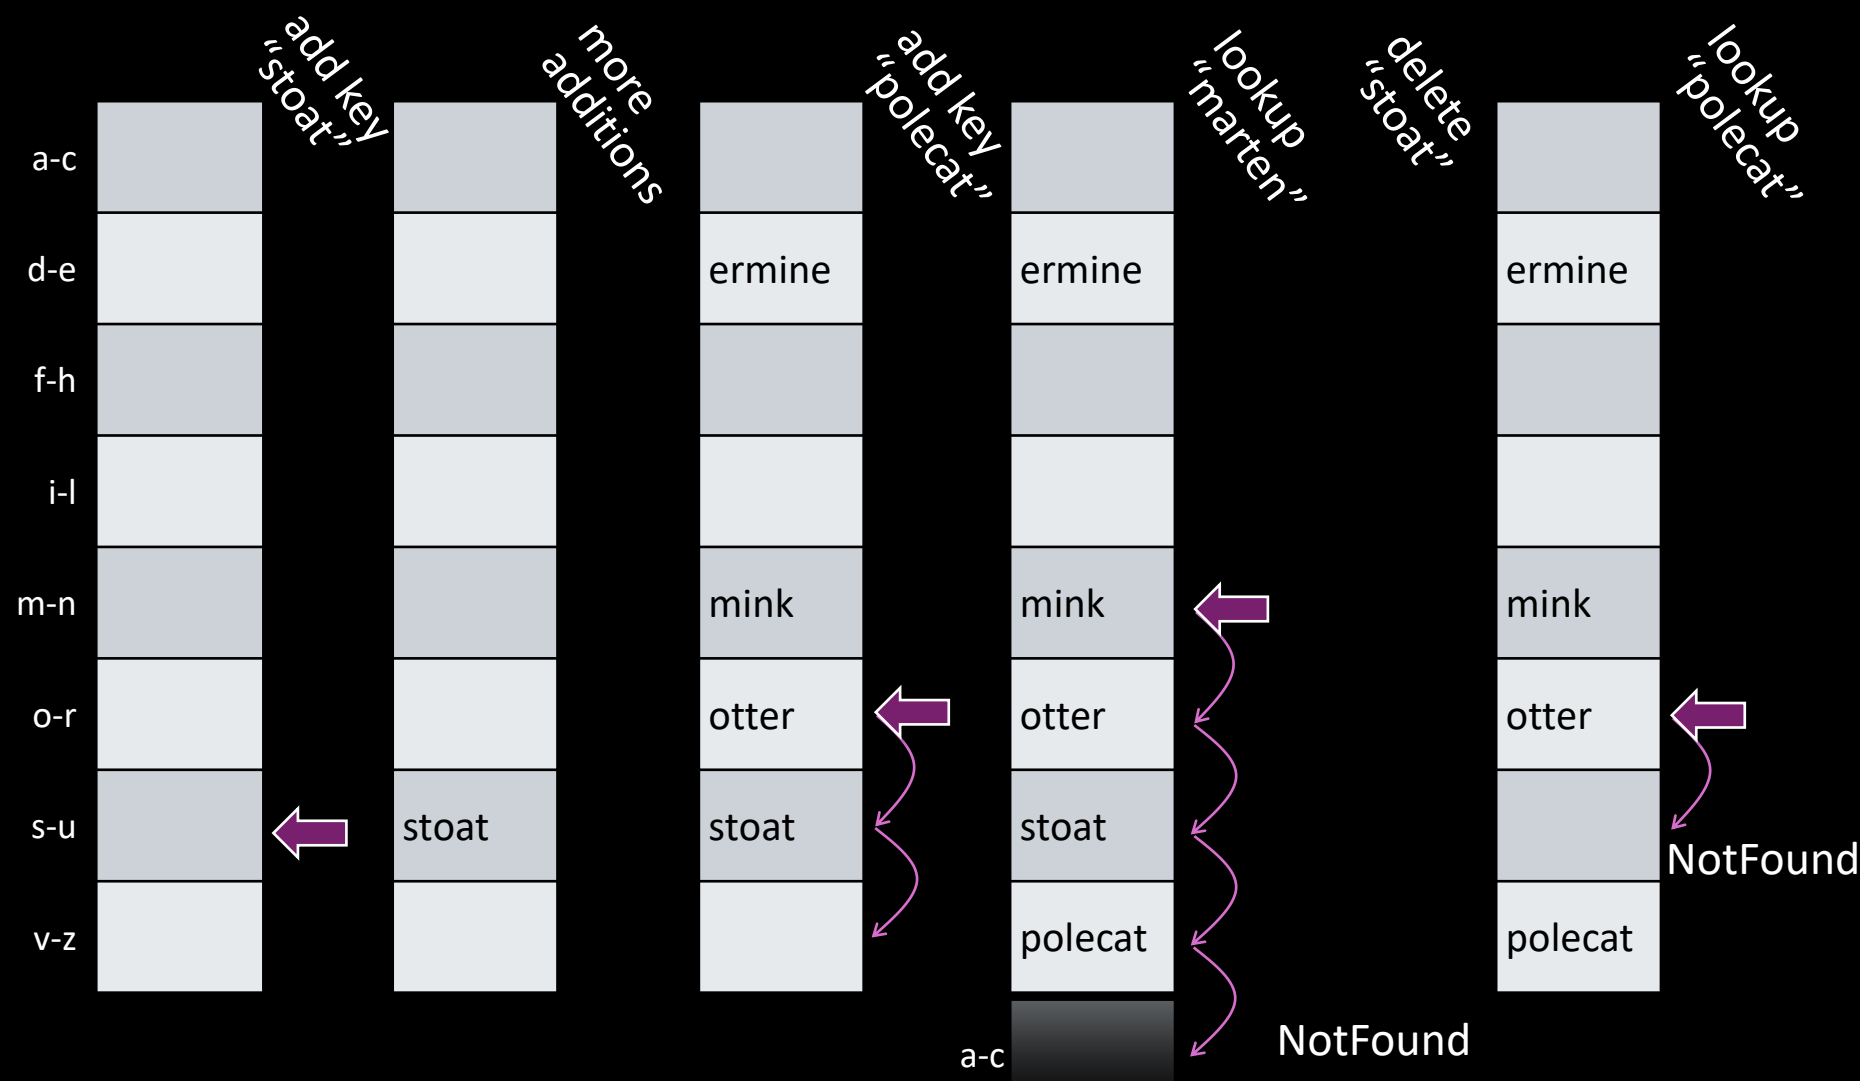 add key
“stoat”
more
additions
add key
“polecat”
lookup
“marten”
delete
“stoat”
lookup
“polecat”
a-c
d-e
ermine
ermine
ermine
f-h
i-l
m-n
mink
mink
mink
o-r
otter
otter
otter
s-u
stoat
stoat
stoat
NotFound
v-z
polecat
polecat
a-c
NotFound